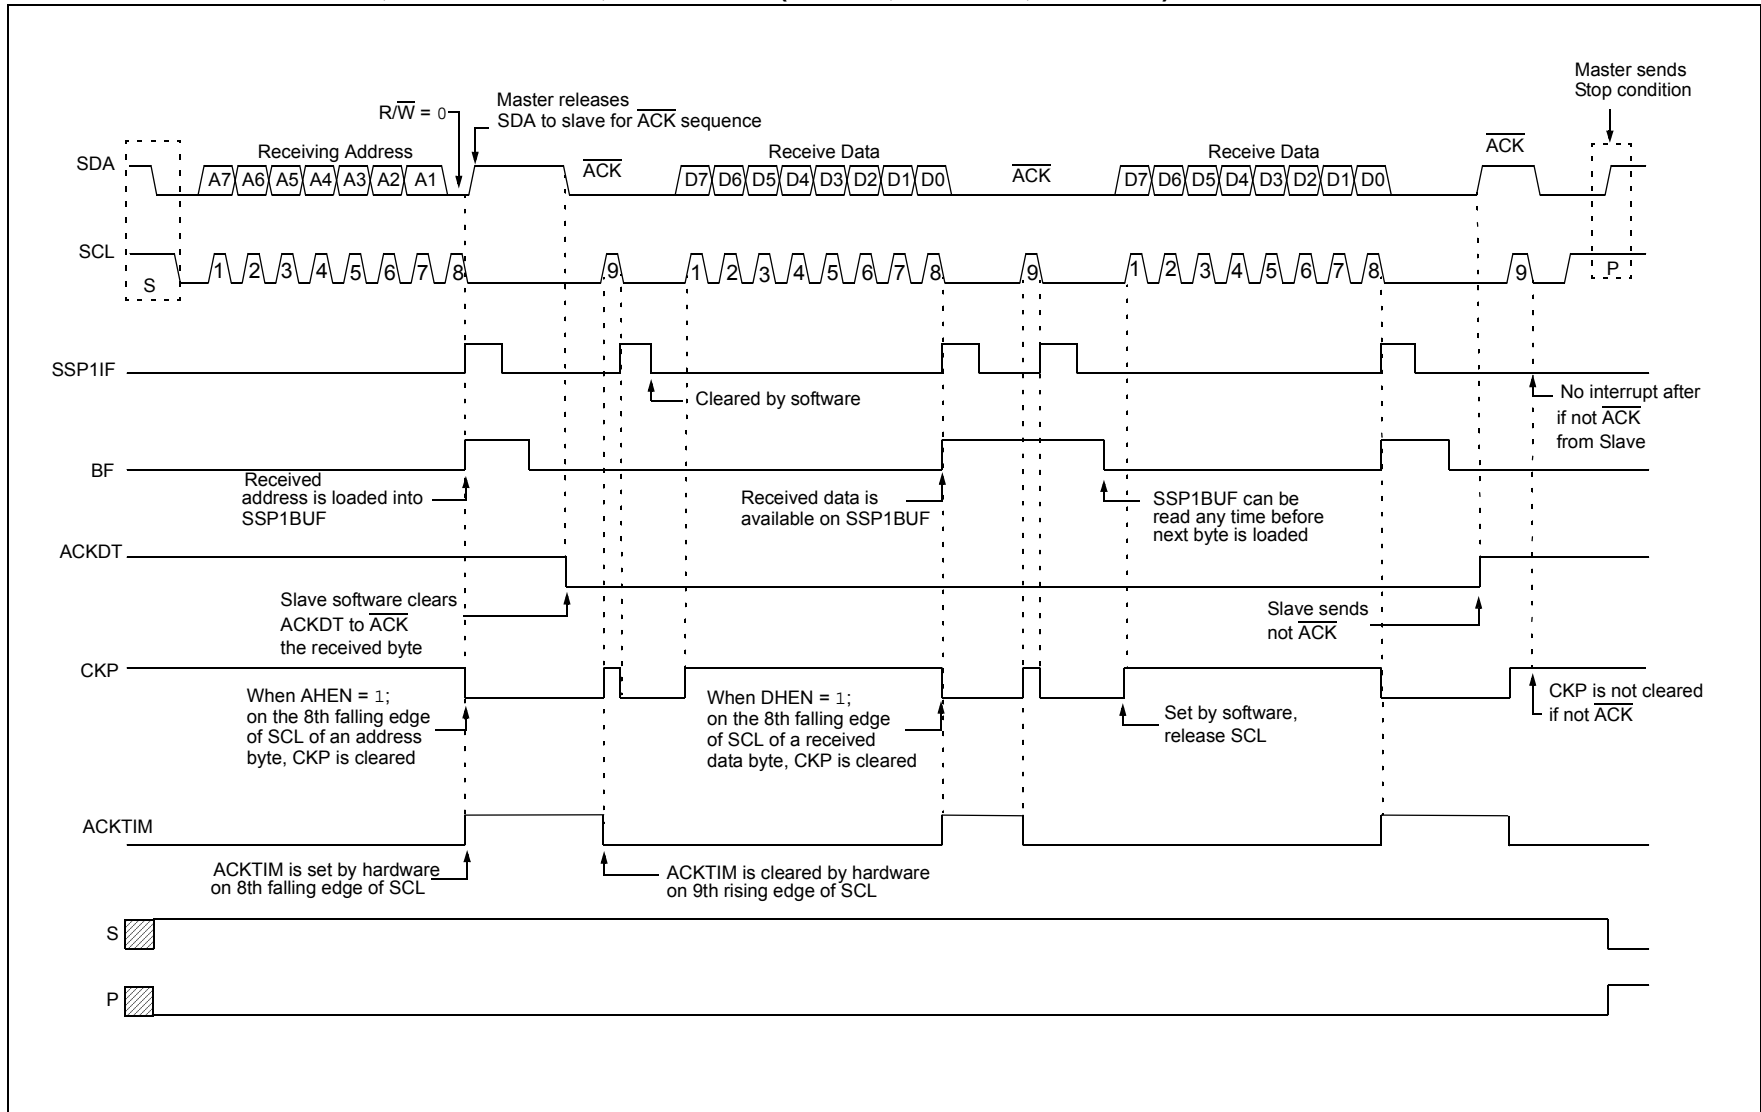 Master sends
Stop condition
Master releases
SDA to slave for ACK sequence
R/W = 0
SDA
Receiving Address
ACK
Receive Data
ACK
Receive Data
ACK
A7 A6 A5 A4 A3 A2 A1
D7 D6 D5 D4 D3 D2 D1 D0
D7 D6 D5 D4 D3 D2 D1 D0
SCL
S
1 2 3 4 5 6 7 8 9
1 2 3 4 5 6 7 8 9
1 2 3 4 5 6 7 8 9
P
SSP1IF
Cleared by software
No interrupt after
if not ACK
from Slave
BF
Received
address is loaded into
SSP1BUF
Received data is
available on SSP1BUF
SSP1BUF can be
read any time before
next byte is loaded
ACKDT
Slave software clears
ACKDT to ACK
the received byte
Slave sends
not ACK
CKP
When AHEN = 1;
on the 8th falling edge
of SCL of an address
byte, CKP is cleared
When DHEN = 1;
on the 8th falling edge
of SCL of a received
data byte, CKP is cleared
Set by software,
release SCL
CKP is not cleared
if not ACK
ACKTIM
ACKTIM is set by hardware
on 8th falling edge of SCL
ACKTIM is cleared by hardware
on 9th rising edge of SCL
S
P